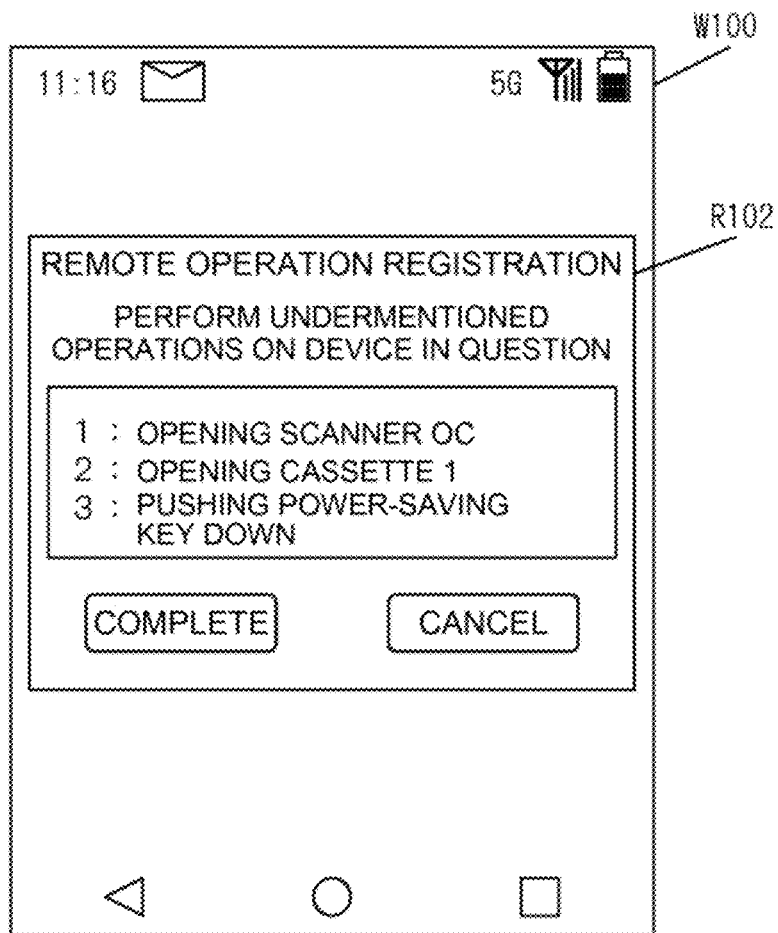 W100
11:16
5G
R102
REMOTE OPERATION REGISTRATION
PERFORM UNDERMENTIONED
OPERATIONS ON DEVICE IN QUESTION
1 : OPENING SCANNER OC
2 : OPENING CASSETTE 1
3 : PUSHING POWER-SAVING
KEY DOWN
COMPLETE
CANCEL